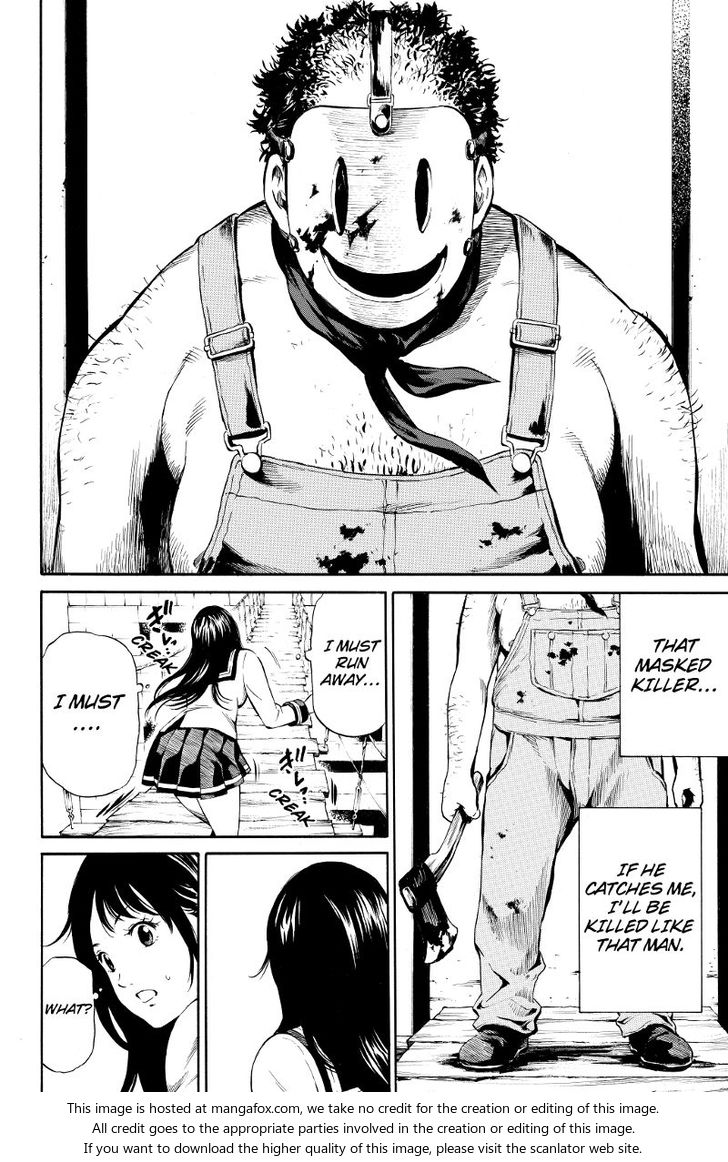 THAT
MASKED
KILLER...
IF HE
CATCHES ME,
I'LL BE
KILLED LIKE
THAT MAN.
I MUST
RUN
AWAY...
CREAK
CREAK
I MUST
....
WHAT?
This image is hosted at mangafox.com, we take no credit for the creation or editing of this image.
All credit goes to the appropriate parties involved in the creation or editing of this image.
If you want to download the higher quality of this image, please visit the scanlator web site.